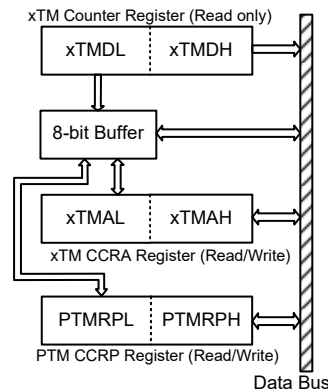 xTM Counter Register (Read only)
xTMDL xTMDH
8-bit Buffer
xTMAL xTMAH
xTM CCRA Register (Read/Write)
PTMRPL PTMRPH
PTM CCRP Register (Read/Write)
Data Bus